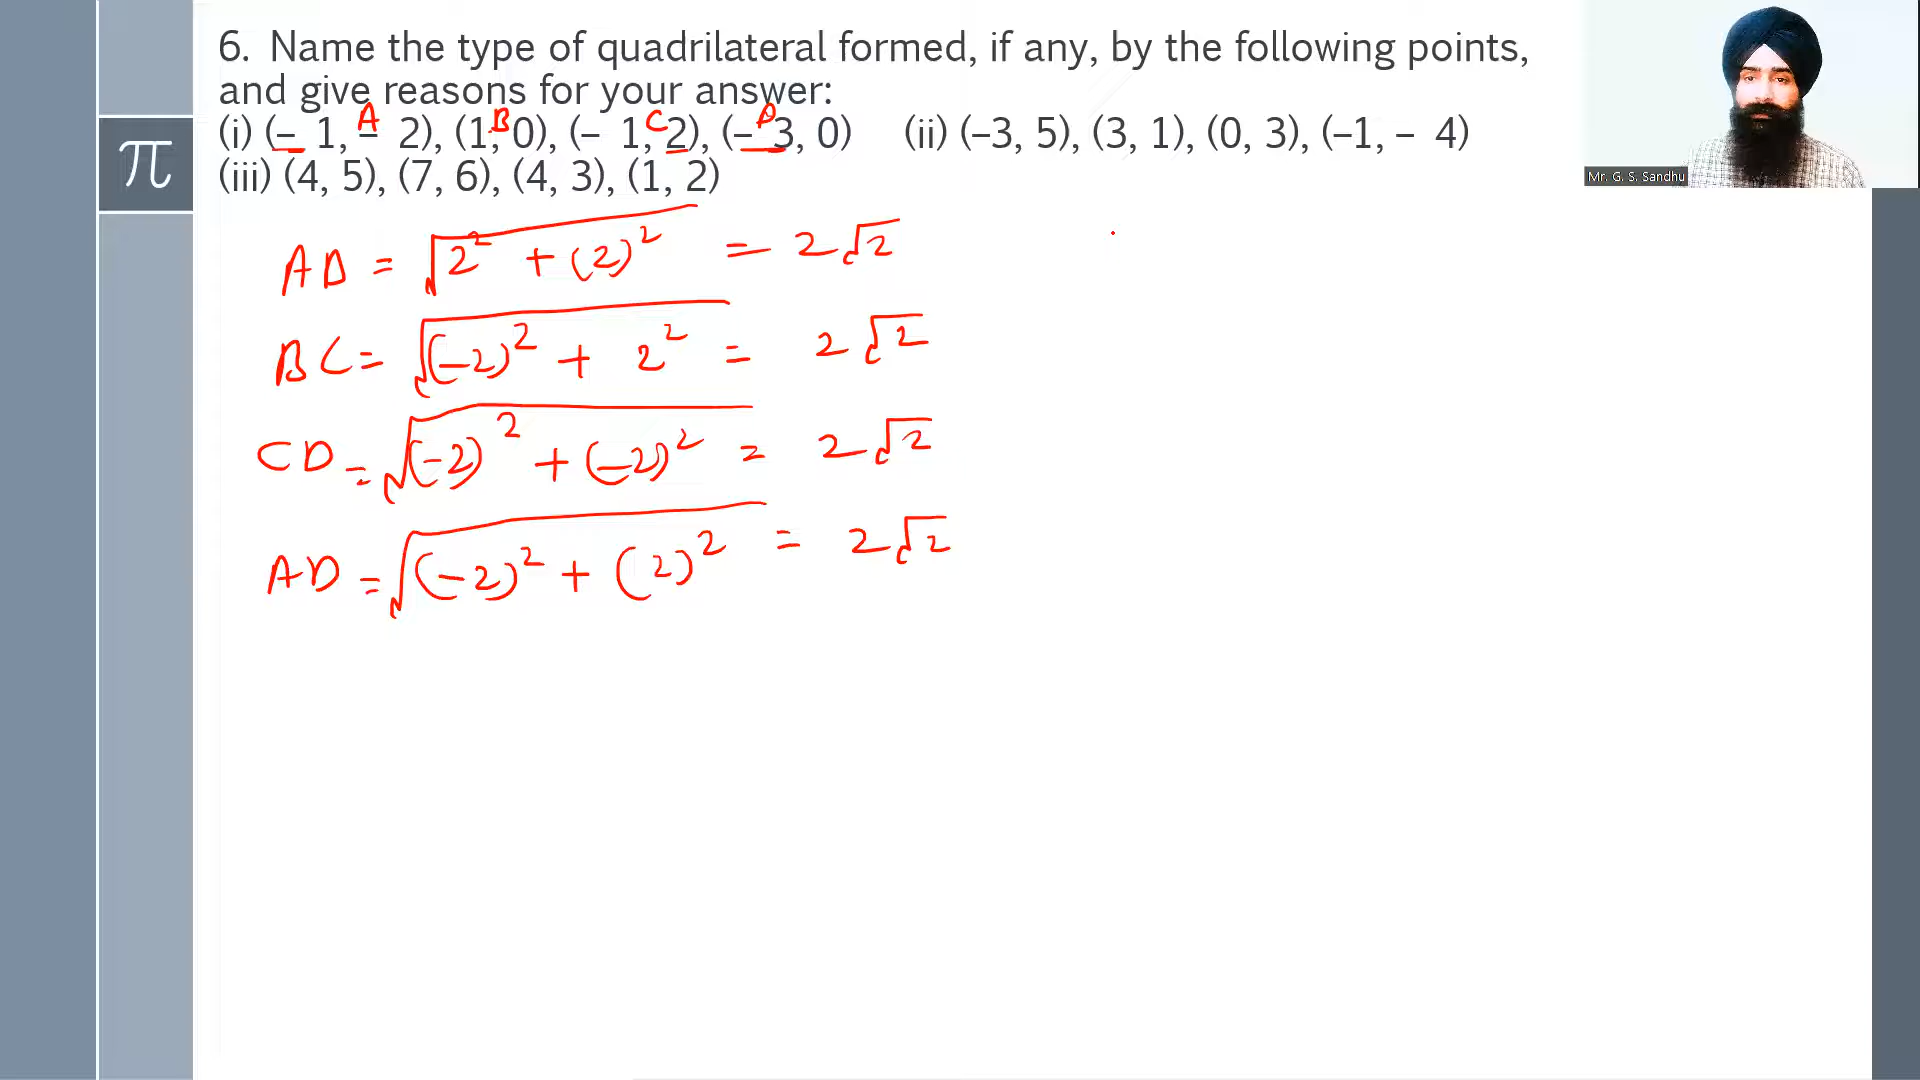 6. Name the type of quadrilateral formed, if any, by the following points,
and give reasons for your answer:
A B C D
(i) (– 1, – 2), (1, 0), (– 1, 2), (– 3, 0) (ii) (–3, 5), (3, 1), (0, 3), (–1, – 4)
(iii) (4, 5), (7, 6), (4, 3), (1, 2)
π
Mr. G. S. Sandhu
AB = √(2² + (2)²) = 2√2
BC = √((-2)² + 2²) = 2√2
CD = √((-2)² + (-2)²) = 2√2
AD = √((-2)² + (2)²) = 2√2